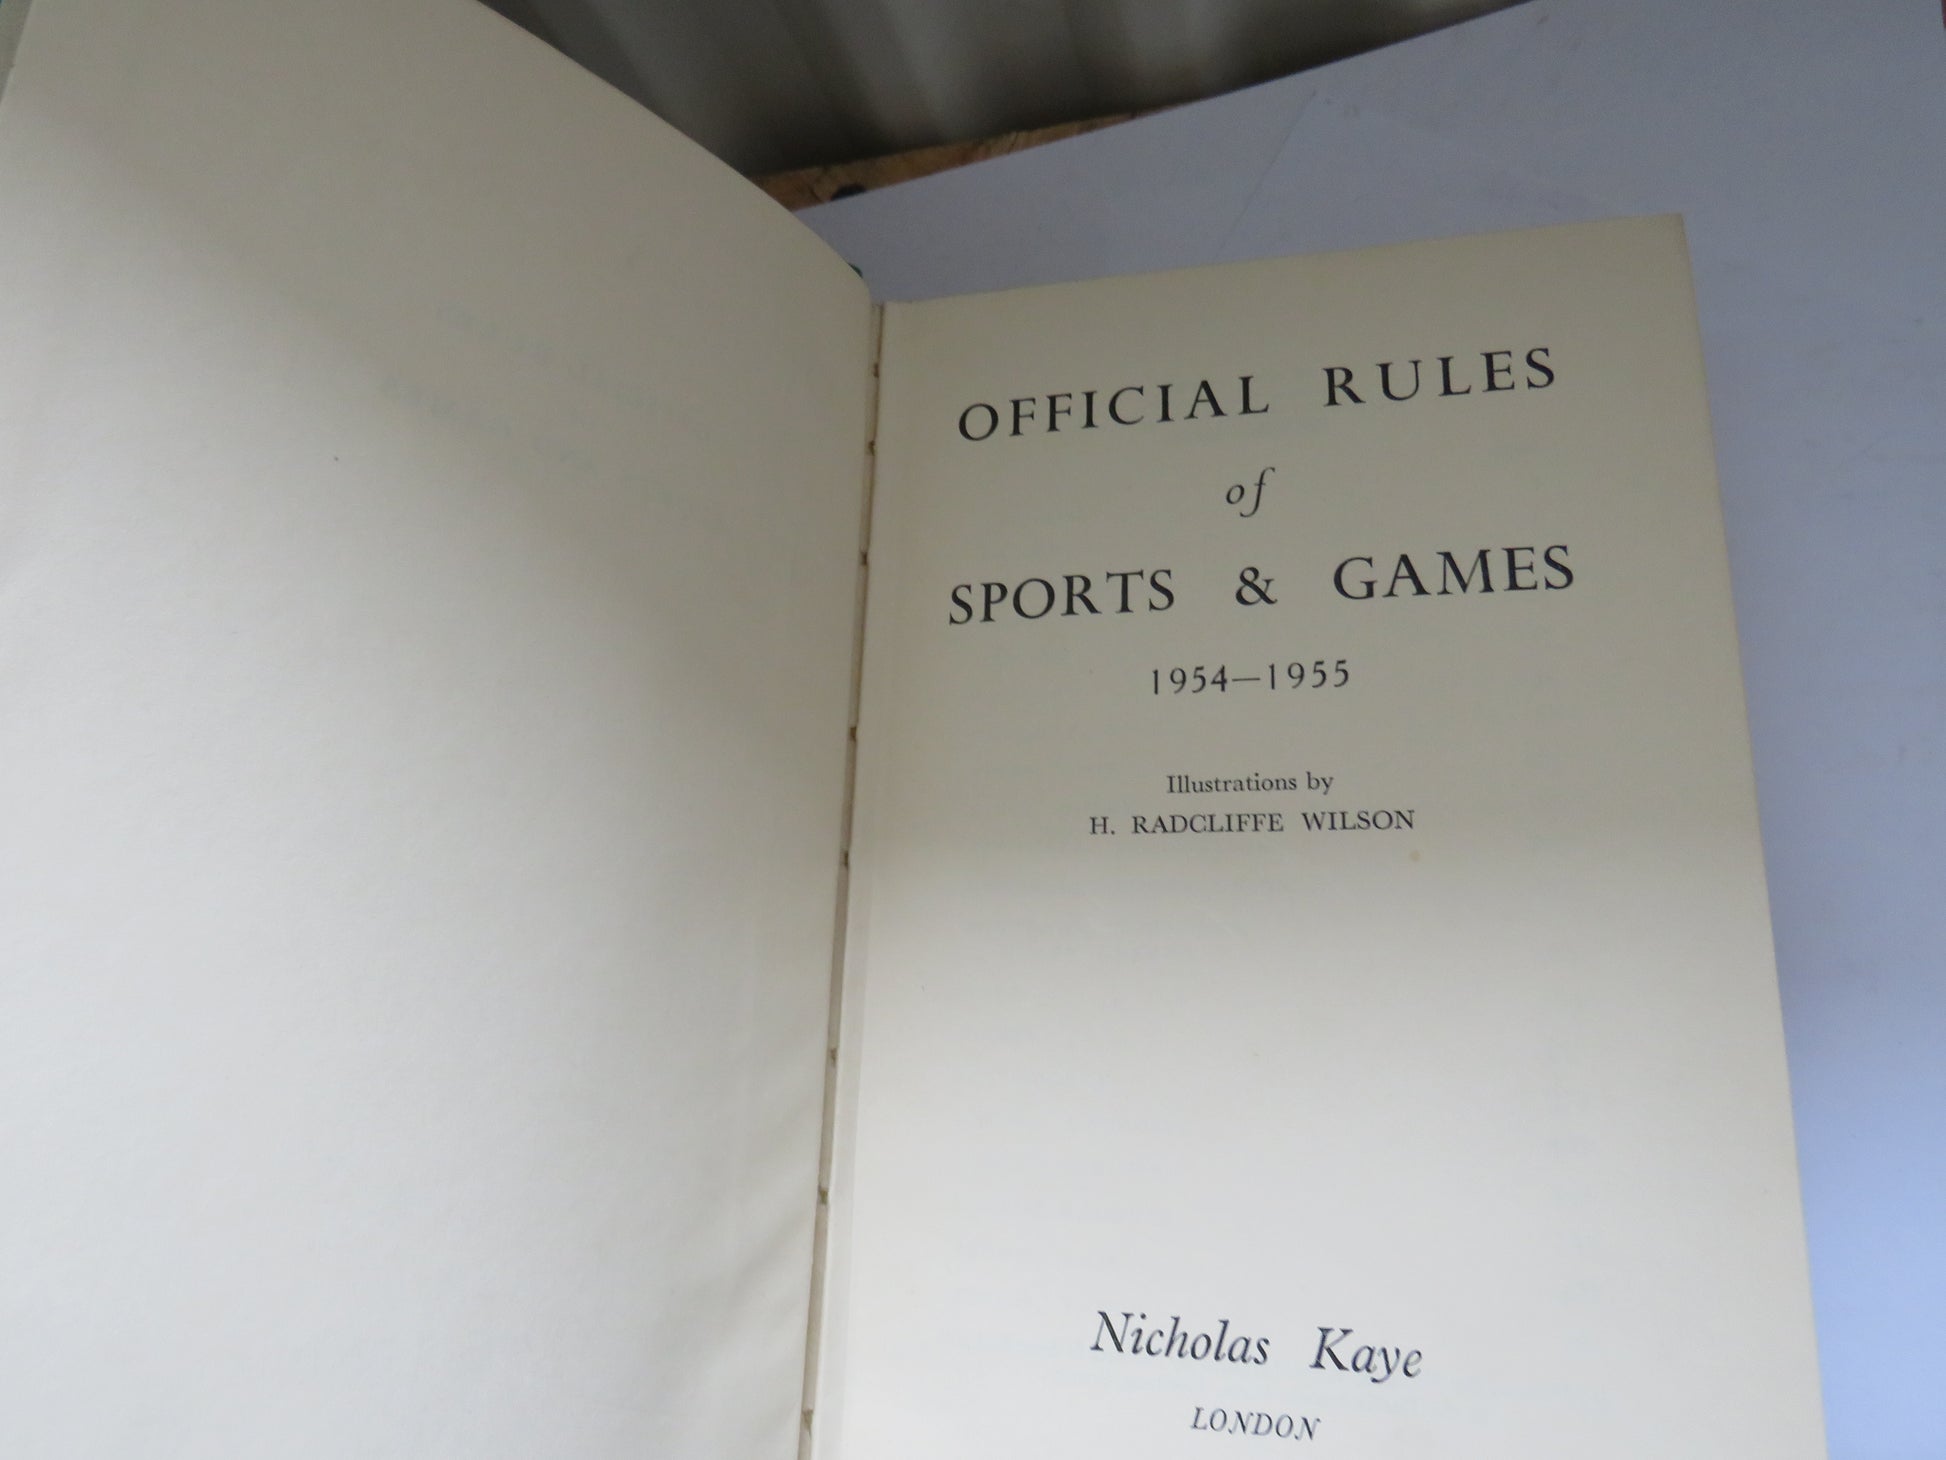 OFFICIAL RULES
of
SPORTS & GAMES
1954—1955
Illustrations by
H. RADCLIFFE WILSON
Nicholas Kaye
LONDON